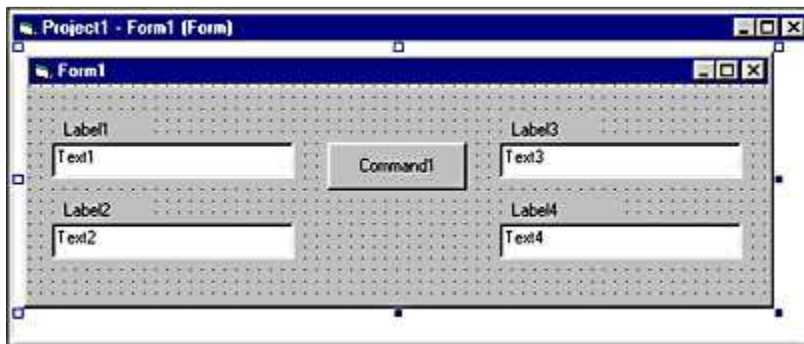 Project1 - Form1 (Form)
Form1
Label1
Text1
Label2
Text2
Command1
Label3
Text3
Label4
Text4